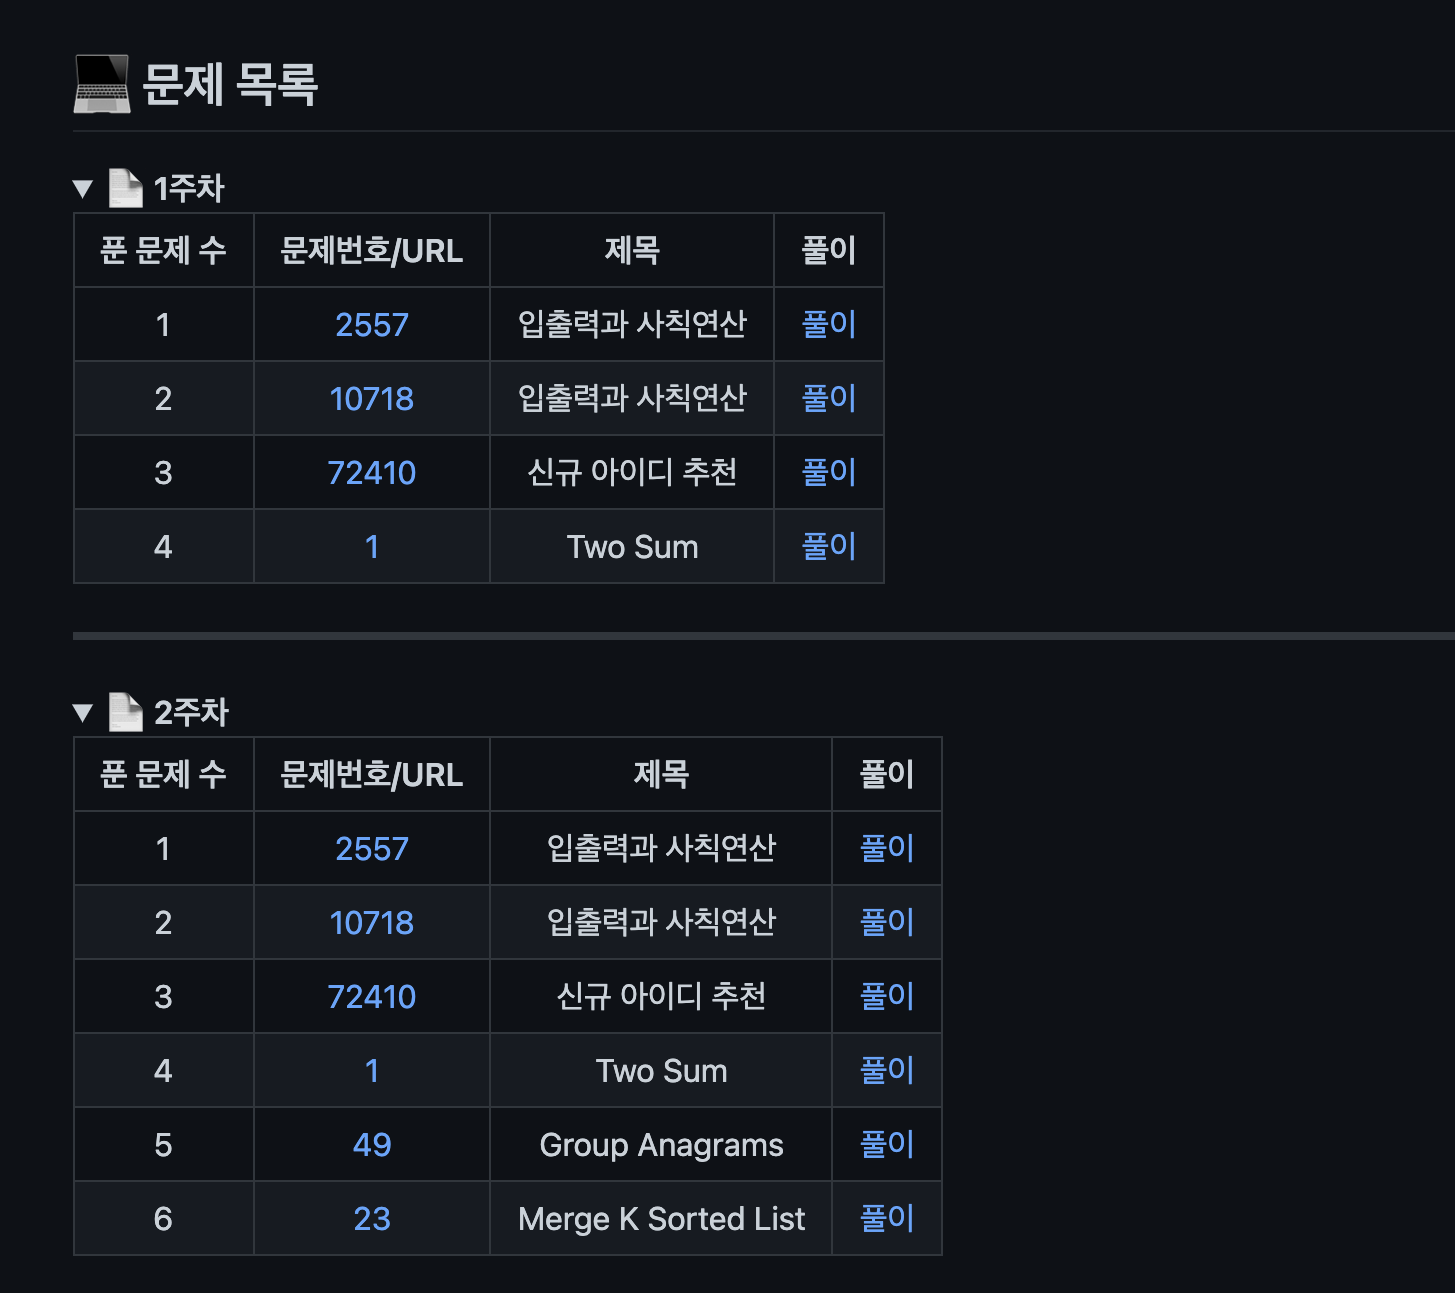 문제 목록
1주차
푼 문제 수 문제번호/URL 제목 풀이
1 2557 입출력과 사칙연산 풀이
2 10718 입출력과 사칙연산 풀이
3 72410 신규 아이디 추천 풀이
4 1 Two Sum 풀이
2주차
푼 문제 수 문제번호/URL 제목 풀이
1 2557 입출력과 사칙연산 풀이
2 10718 입출력과 사칙연산 풀이
3 72410 신규 아이디 추천 풀이
4 1 Two Sum 풀이
5 49 Group Anagrams 풀이
6 23 Merge K Sorted List 풀이